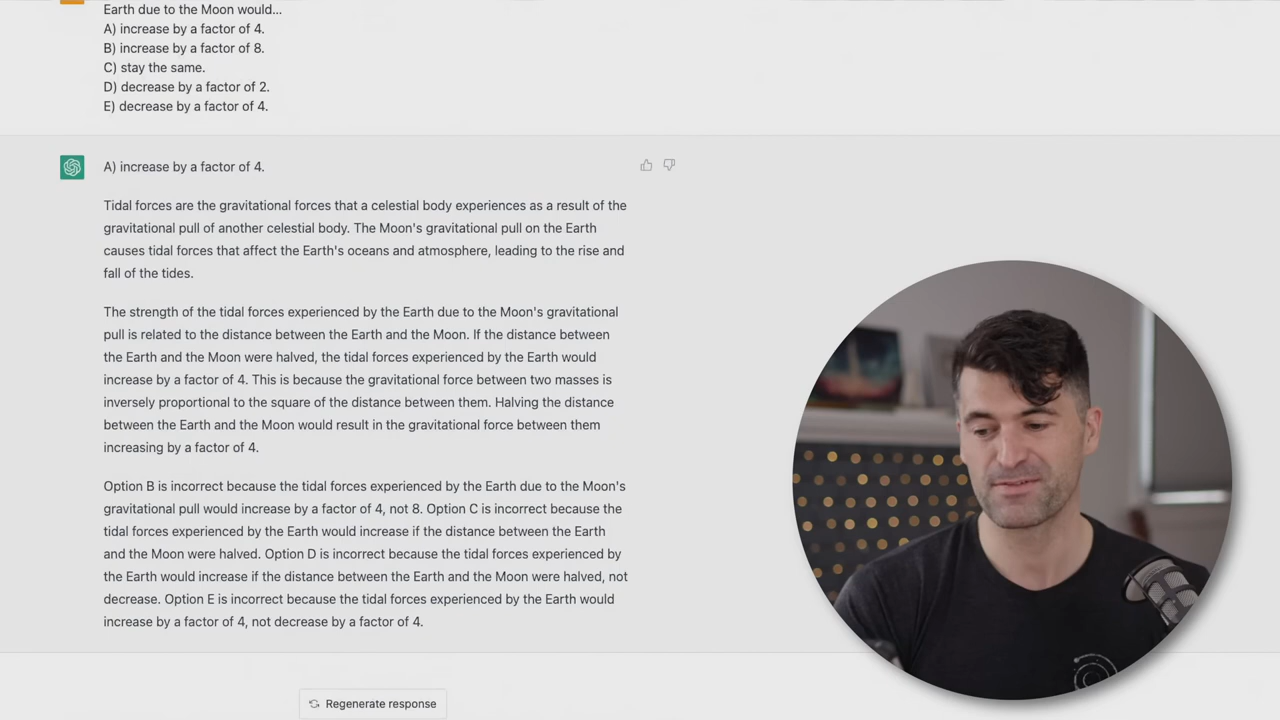 Earth due to the Moon would...
A) increase by a factor of 4.
B) increase by a factor of 8.
C) stay the same.
D) decrease by a factor of 2.
E) decrease by a factor of 4.
A) increase by a factor of 4.
Tidal forces are the gravitational forces that a celestial body experiences as a result of the
gravitational pull of another celestial body. The Moon's gravitational pull on the Earth
causes tidal forces that affect the Earth's oceans and atmosphere, leading to the rise and
fall of the tides.
The strength of the tidal forces experienced by the Earth due to the Moon's gravitational
pull is related to the distance between the Earth and the Moon. If the distance between
the Earth and the Moon were halved, the tidal forces experienced by the Earth would
increase by a factor of 4. This is because the gravitational force between two masses is
inversely proportional to the square of the distance between them. Halving the distance
between the Earth and the Moon would result in the gravitational force between them
increasing by a factor of 4.
Option B is incorrect because the tidal forces experienced by the Earth due to the Moon's
gravitational pull would increase by a factor of 4, not 8. Option C is incorrect because the
tidal forces experienced by the Earth would increase if the distance between the Earth
and the Moon were halved. Option D is incorrect because the tidal forces experienced by
the Earth would increase if the distance between the Earth and the Moon were halved, not
decrease. Option E is incorrect because the tidal forces experienced by the Earth would
increase by a factor of 4, not decrease by a factor of 4.
Regenerate response